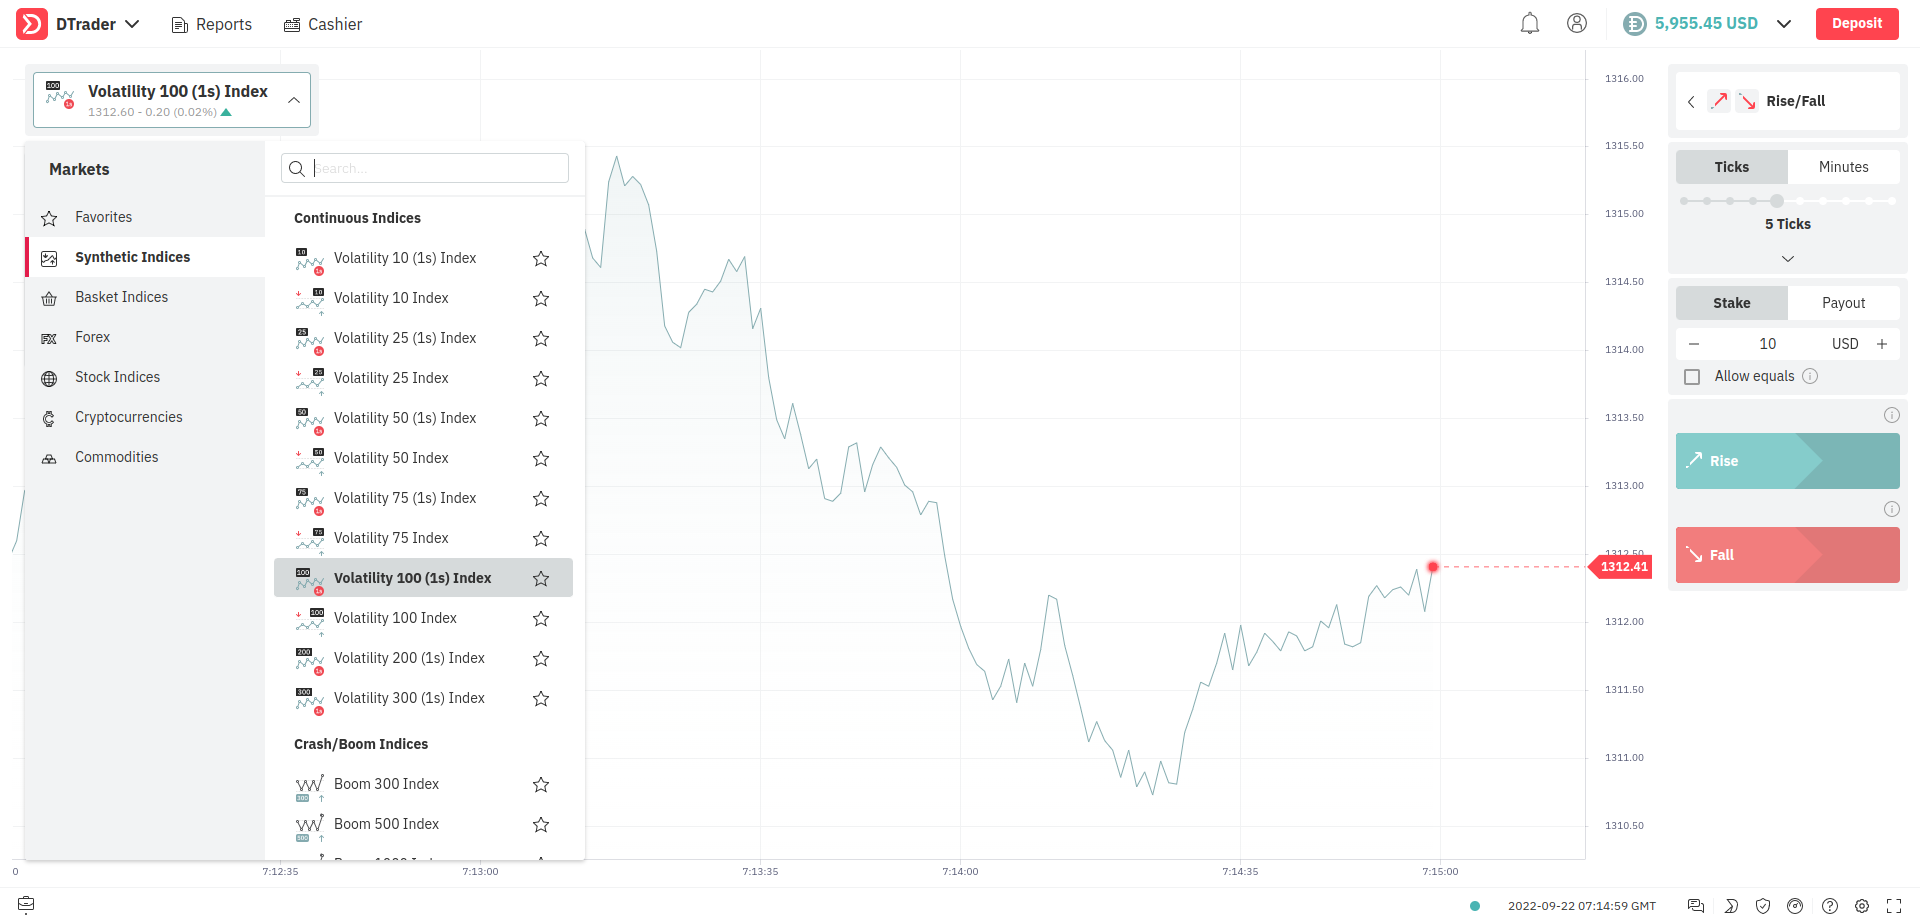 DTrader
Reports
Cashier
5,955.45 USD
Deposit
Volatility 100 (1s) Index
1312.60 - 0.20 (0.02%)
Markets
Favorites
Synthetic Indices
Basket Indices
Forex
Stock Indices
Cryptocurrencies
Commodities
Search...
Continuous Indices
Volatility 10 (1s) Index
Volatility 10 Index
Volatility 25 (1s) Index
Volatility 25 Index
Volatility 50 (1s) Index
Volatility 50 Index
Volatility 75 (1s) Index
Volatility 75 Index
Volatility 100 (1s) Index
Volatility 100 Index
Volatility 200 (1s) Index
Volatility 300 (1s) Index
Crash/Boom Indices
Boom 300 Index
Boom 500 Index
1316.00
1315.50
1315.00
1314.50
1314.00
1313.50
1313.00
1312.50
1312.41
1312.00
1311.50
1311.00
1310.50
0
7:12:35
7:13:00
7:13:35
7:14:00
7:14:35
7:15:00
Rise/Fall
Ticks
Minutes
5 Ticks
Stake
Payout
10
USD
Allow equals
Rise
Fall
2022-09-22 07:14:59 GMT